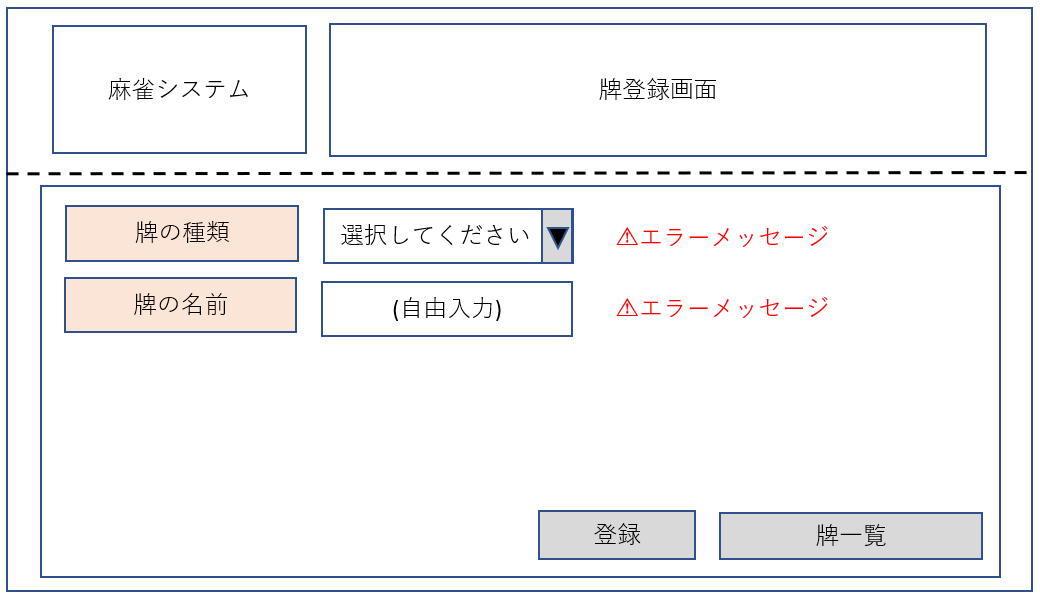 麻雀システム
牌登録画面
牌の種類
選択してください
⚠エラーメッセージ
牌の名前
(自由入力)
⚠エラーメッセージ
登録
牌一覧